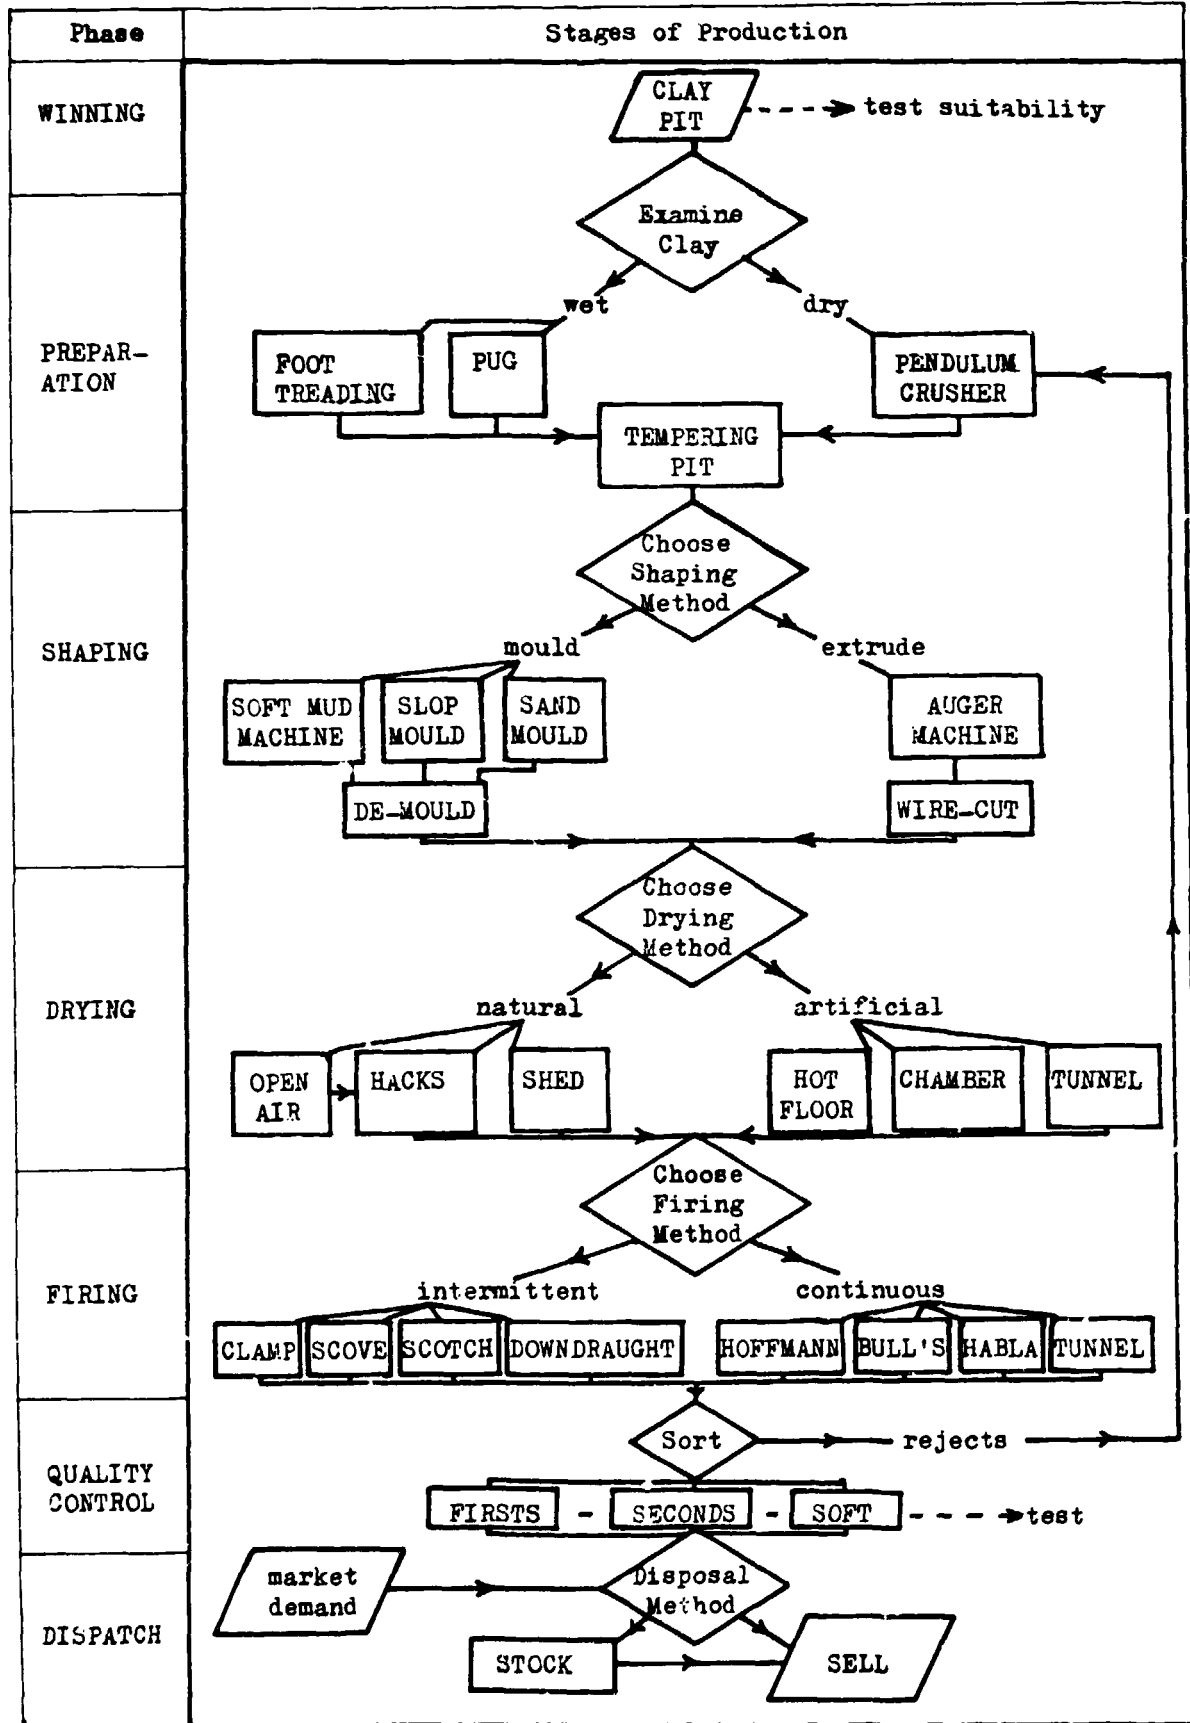 Phase
Stages of Production
WINNING
CLAY
PIT
test suitability
Examine
Clay
wet
dry
PREPAR-
ATION
FOOT
TREADING
PUG
PENDULUM
CRUSHER
TEMPERING
PIT
SHAPING
Choose
Shaping
Method
mould
extrude
SOFT MUD
MACHINE
SLOP
MOULD
SAND
MOULD
AUGER
MACHINE
DE-MOULD
WIRE-CUT
DRYING
Choose
Drying
Method
natural
artificial
OPEN
AIR
HACKS
SHED
HOT
FLOOR
CHAMBER
TUNNEL
FIRING
Choose
Firing
Method
intermittent
continuous
CLAMP
SCOVE
SCOTCH
DOWNDRAUGHT
HOFFMANN
BULL'S
HABLA
TUNNEL
QUALITY
CONTROL
Sort
rejects
FIRSTS - SECONDS - SOFT
test
DISPATCH
market
demand
Disposal
Method
STOCK
SELL